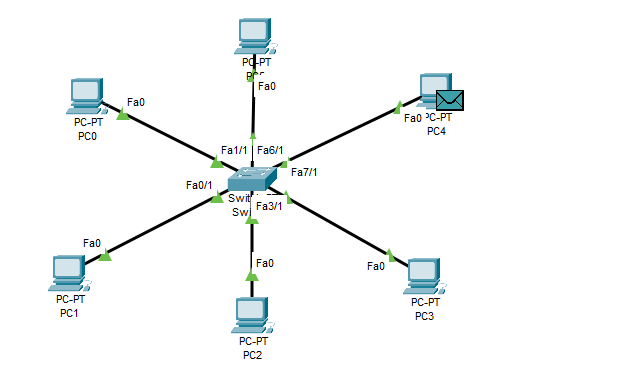 PC-PT
Fa0
Fa0
PC-PT
PC0
Fa0
PC-PT
PC4
Fa1/1
Fa6/1
Fa7/1
Fa0/1
Fa3/1
Fa0
PC-PT
PC1
Fa0
PC-PT
PC2
Fa0
PC-PT
PC3